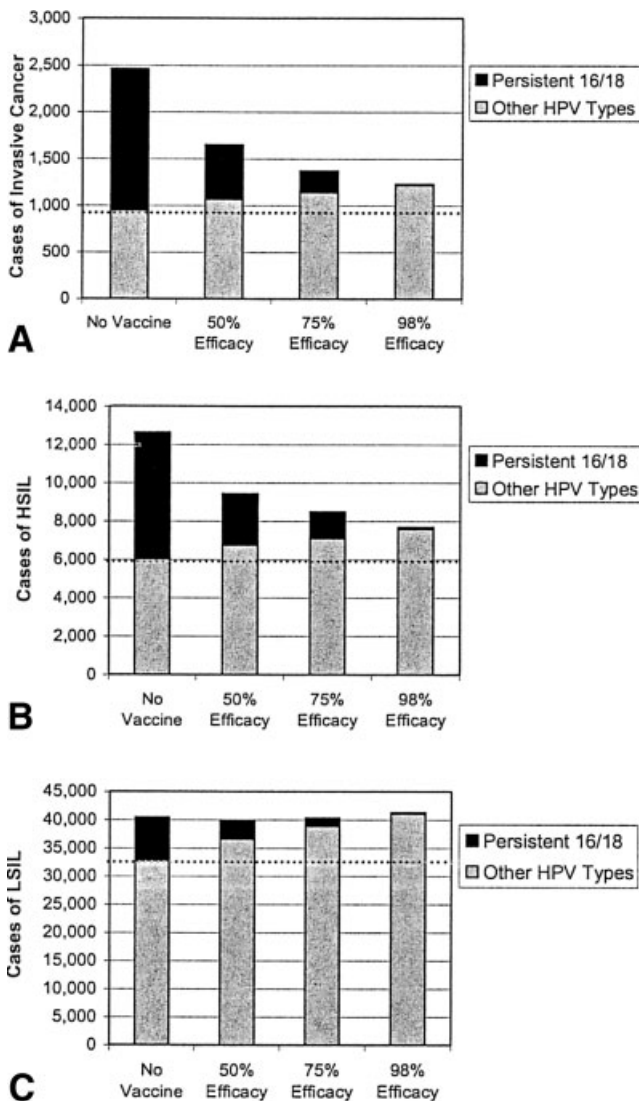 3,000
2,500
2,000
1,500
1,000
500
0
Cases of Invasive Cancer
No Vaccine
50%
Efficacy
75%
Efficacy
98%
Efficacy
Persistent 16/18
Other HPV Types
A
14,000
12,000
10,000
8,000
6,000
4,000
2,000
0
Cases of HSIL
No
Vaccine
50%
Efficacy
75%
Efficacy
98%
Efficacy
Persistent 16/18
Other HPV Types
B
45,000
40,000
35,000
30,000
25,000
20,000
15,000
10,000
5,000
0
Cases of LSIL
No
Vaccine
50%
Efficacy
75%
Efficacy
98%
Efficacy
Persistent 16/18
Other HPV Types
C